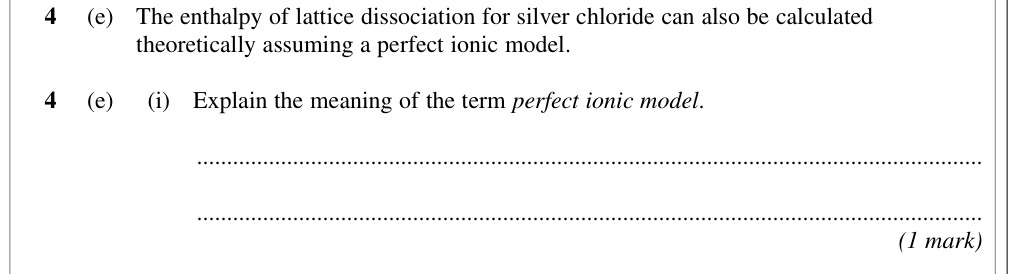 4 (e) The enthalpy of lattice dissociation for silver chloride can also be calculated
theoretically assuming a perfect ionic model.
4 (e) (i) Explain the meaning of the term perfect ionic model.
....................................................................................................................................
....................................................................................................................................
(1 mark)